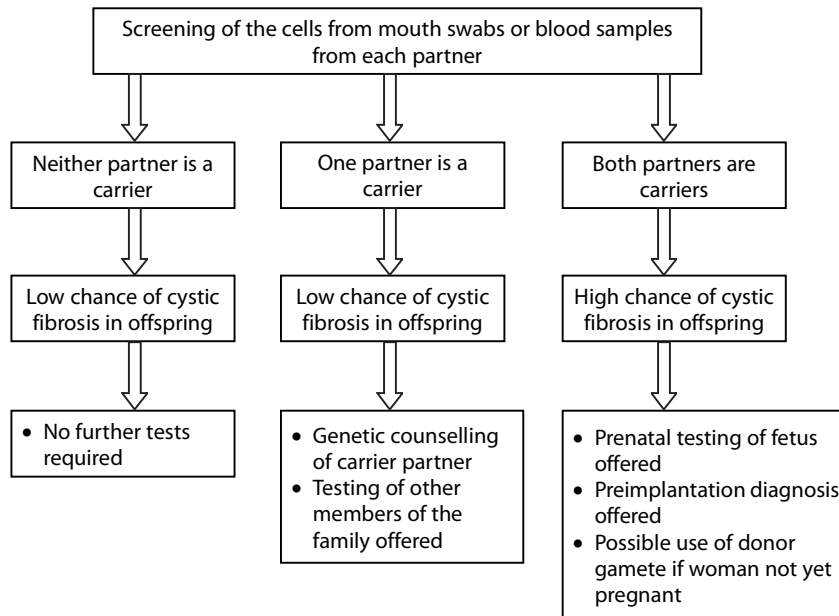 Screening of the cells from mouth swabs or blood samples
from each partner
Neither partner is a
carrier
One partner is a
carrier
Both partners are
carriers
Low chance of cystic
fibrosis in offspring
Low chance of cystic
fibrosis in offspring
High chance of cystic
fibrosis in offspring
• No further tests
required
• Genetic counselling
of carrier partner
• Testing of other
members of the
family offered
• Prenatal testing of fetus
offered
• Preimplantation diagnosis
offered
• Possible use of donor
gamete if woman not yet
pregnant